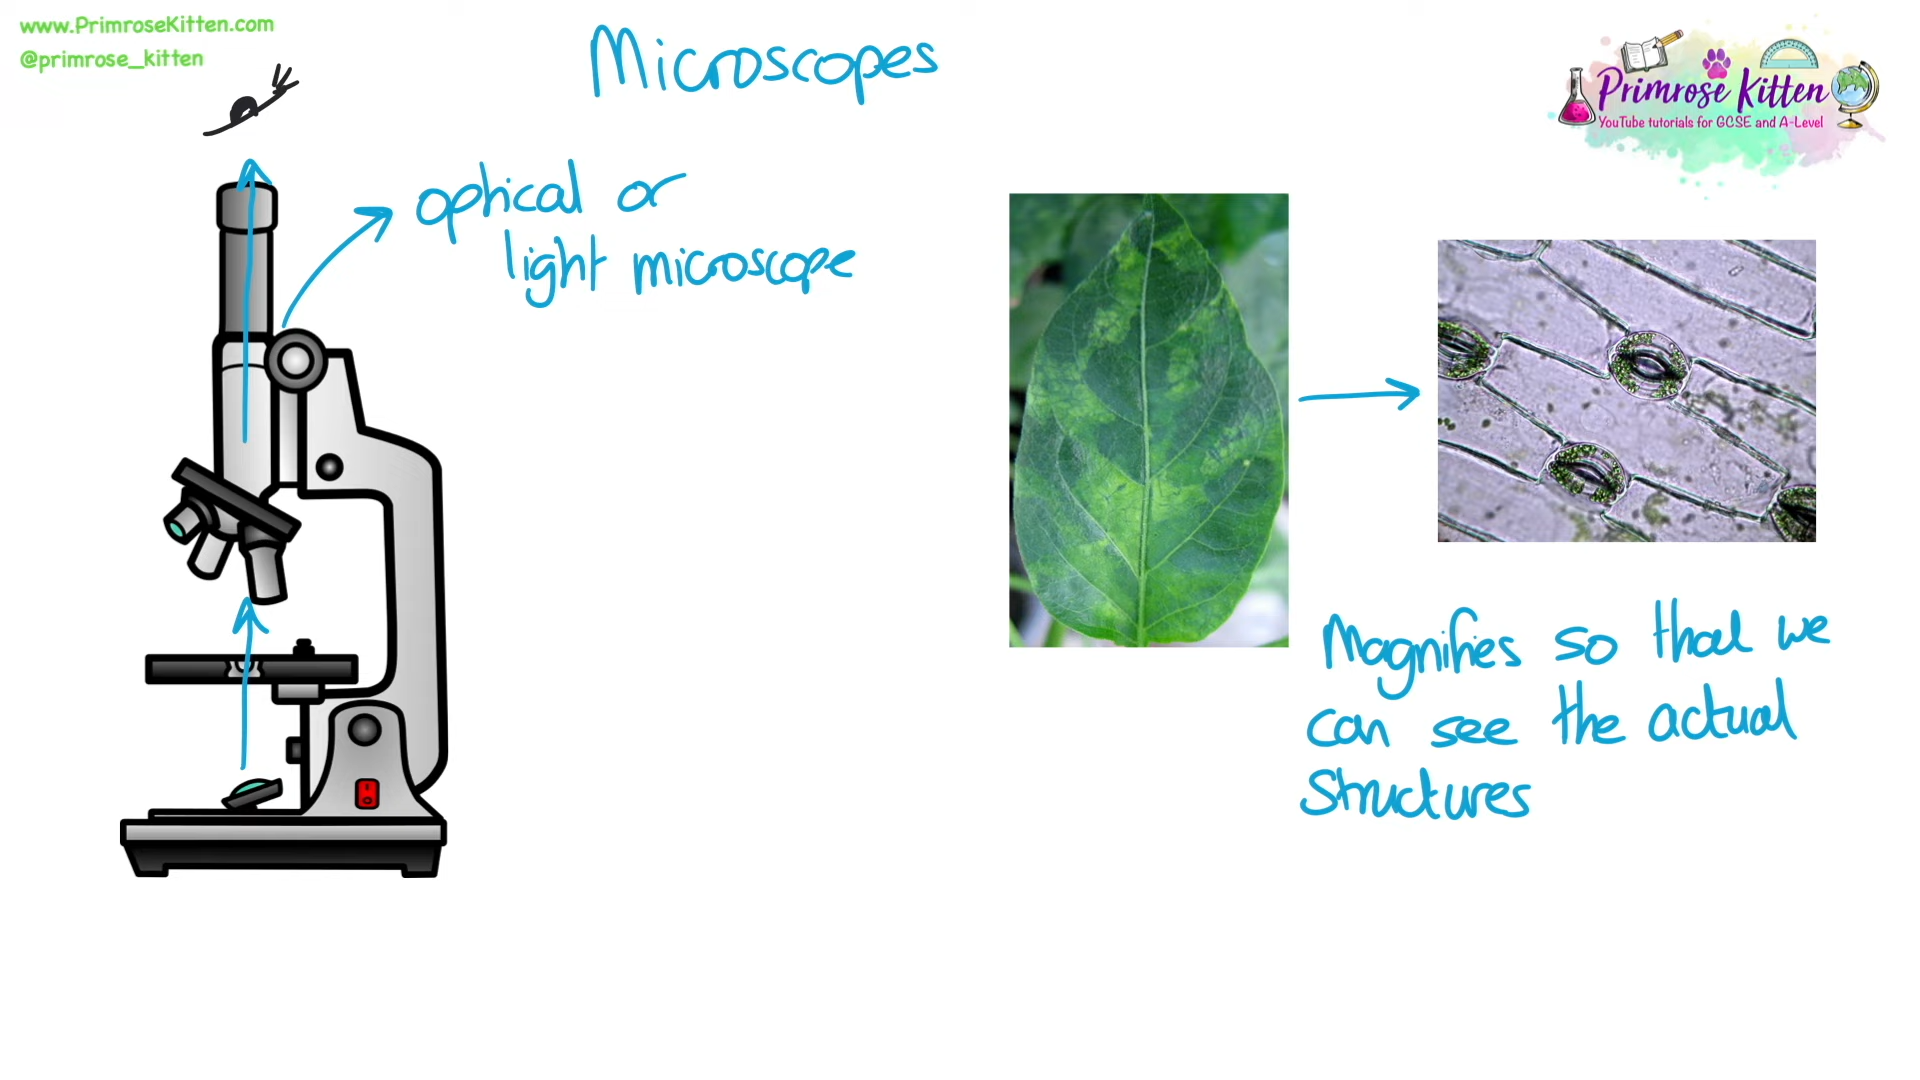 www.PrimroseKitten.com
@primrose_kitten
Microscopes
Primrose Kitten
YouTube tutorials for GCSE and A-Level
optical or
light microscope
Magnifies so that we
can see the actual
structures